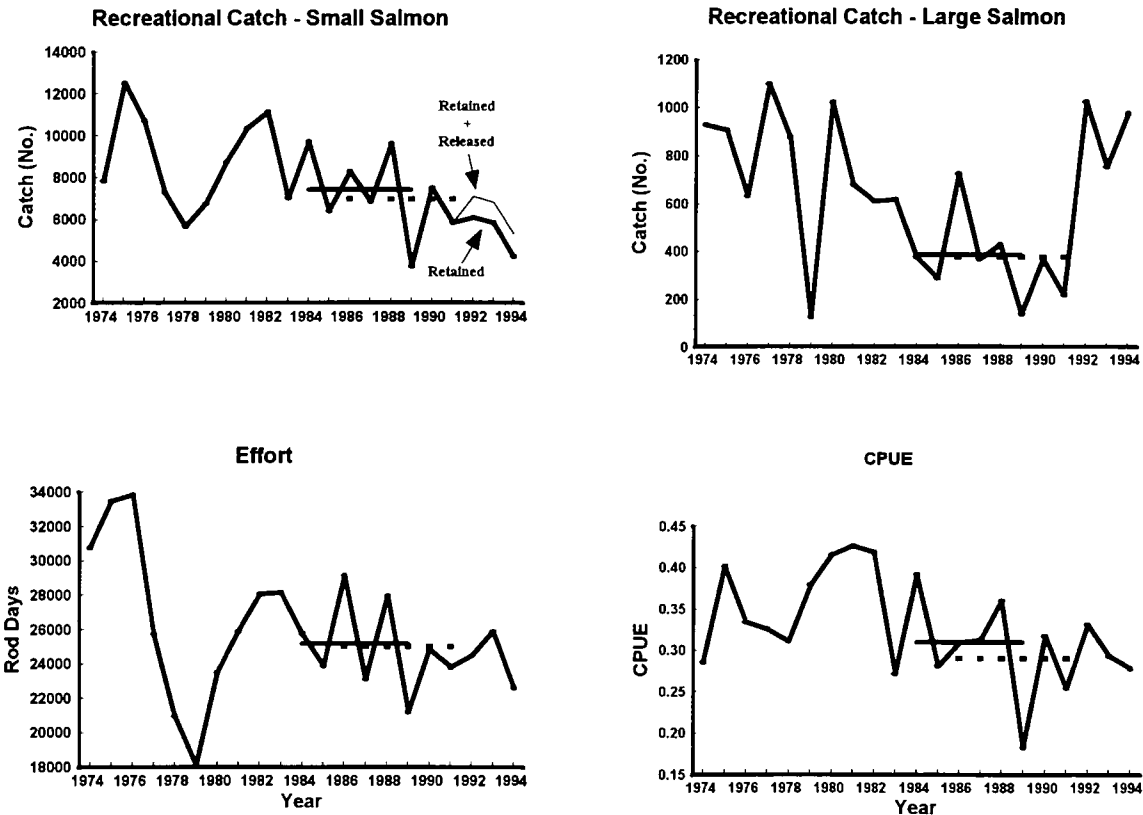 Recreational Catch - Small Salmon
Catch (No.)
14000
12000
10000
8000
6000
4000
2000
Retained
+
Released
Retained
1974 1976 1978 1980 1982 1984 1986 1988 1990 1992 1994
Recreational Catch - Large Salmon
Catch (No.)
1200
1000
800
600
400
200
0
1974 1976 1978 1980 1982 1984 1986 1988 1990 1992 1994
Effort
Rod Days
34000
32000
30000
28000
26000
24000
22000
20000
18000
1974 1976 1978 1980 1982 1984 1986 1988 1990 1992 1994
Year
CPUE
CPUE
0.45
0.40
0.35
0.30
0.25
0.20
0.15
1974 1976 1978 1980 1982 1984 1986 1988 1990 1992 1994
Year